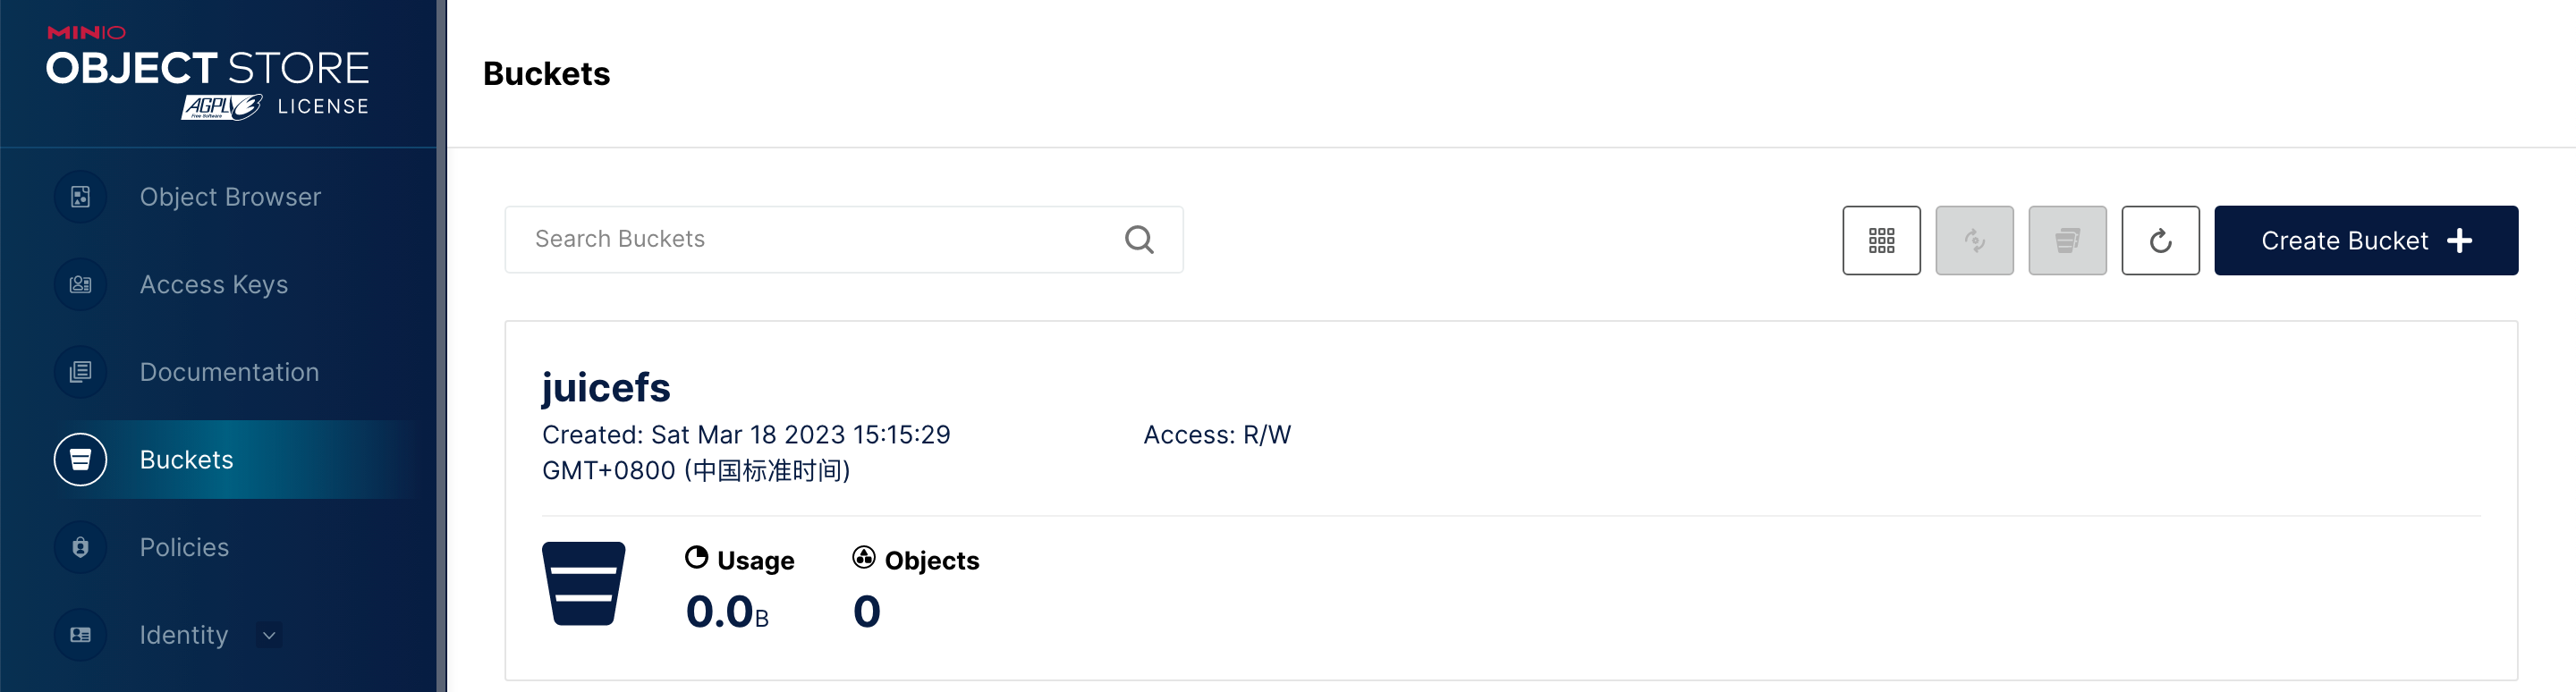 MINIO
OBJECT STORE
AGPLv3 LICENSE
Free Software
Object Browser
Access Keys
Documentation
Buckets
Policies
Identity
Buckets
Search Buckets
Create Bucket
juicefs
Created: Sat Mar 18 2023 15:15:29
GMT+0800 (中国标准时间)
Access: R/W
Usage
0.0B
Objects
0